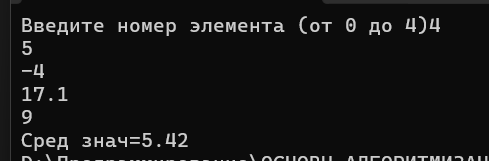 Введите номер элемента (от 0 до 4)4
5
-4
17.1
9
Сред знач=5.42